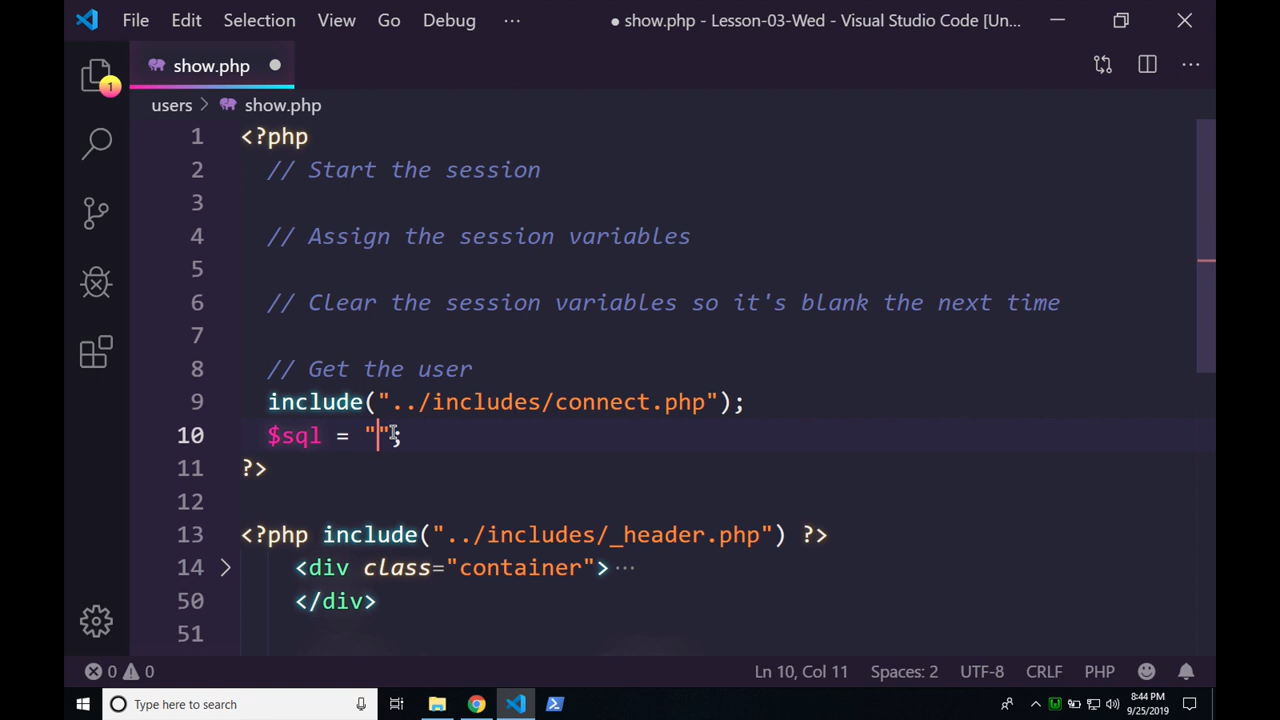 File Edit Selection View Go Debug ··· ● show.php - Lesson-03-Wed - Visual Studio Code [Un...
show.php ●
users > show.php
1 <?php
2 // Start the session
3
4 // Assign the session variables
5
6 // Clear the session variables so it's blank the next time
7
8 // Get the user
9 include("../includes/connect.php");
10 $sql = "";
11 ?>
12
13 <?php include("../includes/_header.php") ?>
14 <div class="container">···
50 </div>
51
1
0 0 Ln 10, Col 11 Spaces: 2 UTF-8 CRLF PHP
Type here to search
8:44 PM
9/25/2019